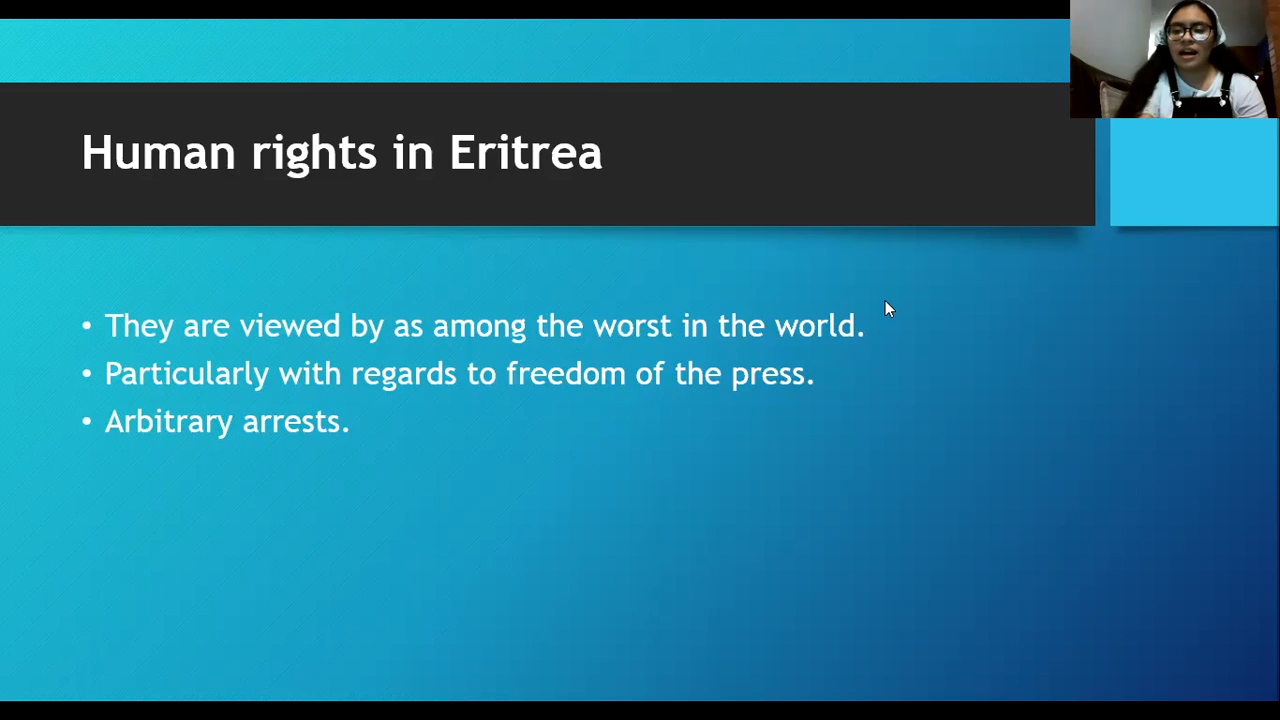 Human rights in Eritrea
• They are viewed by as among the worst in the world.
• Particularly with regards to freedom of the press.
• Arbitrary arrests.